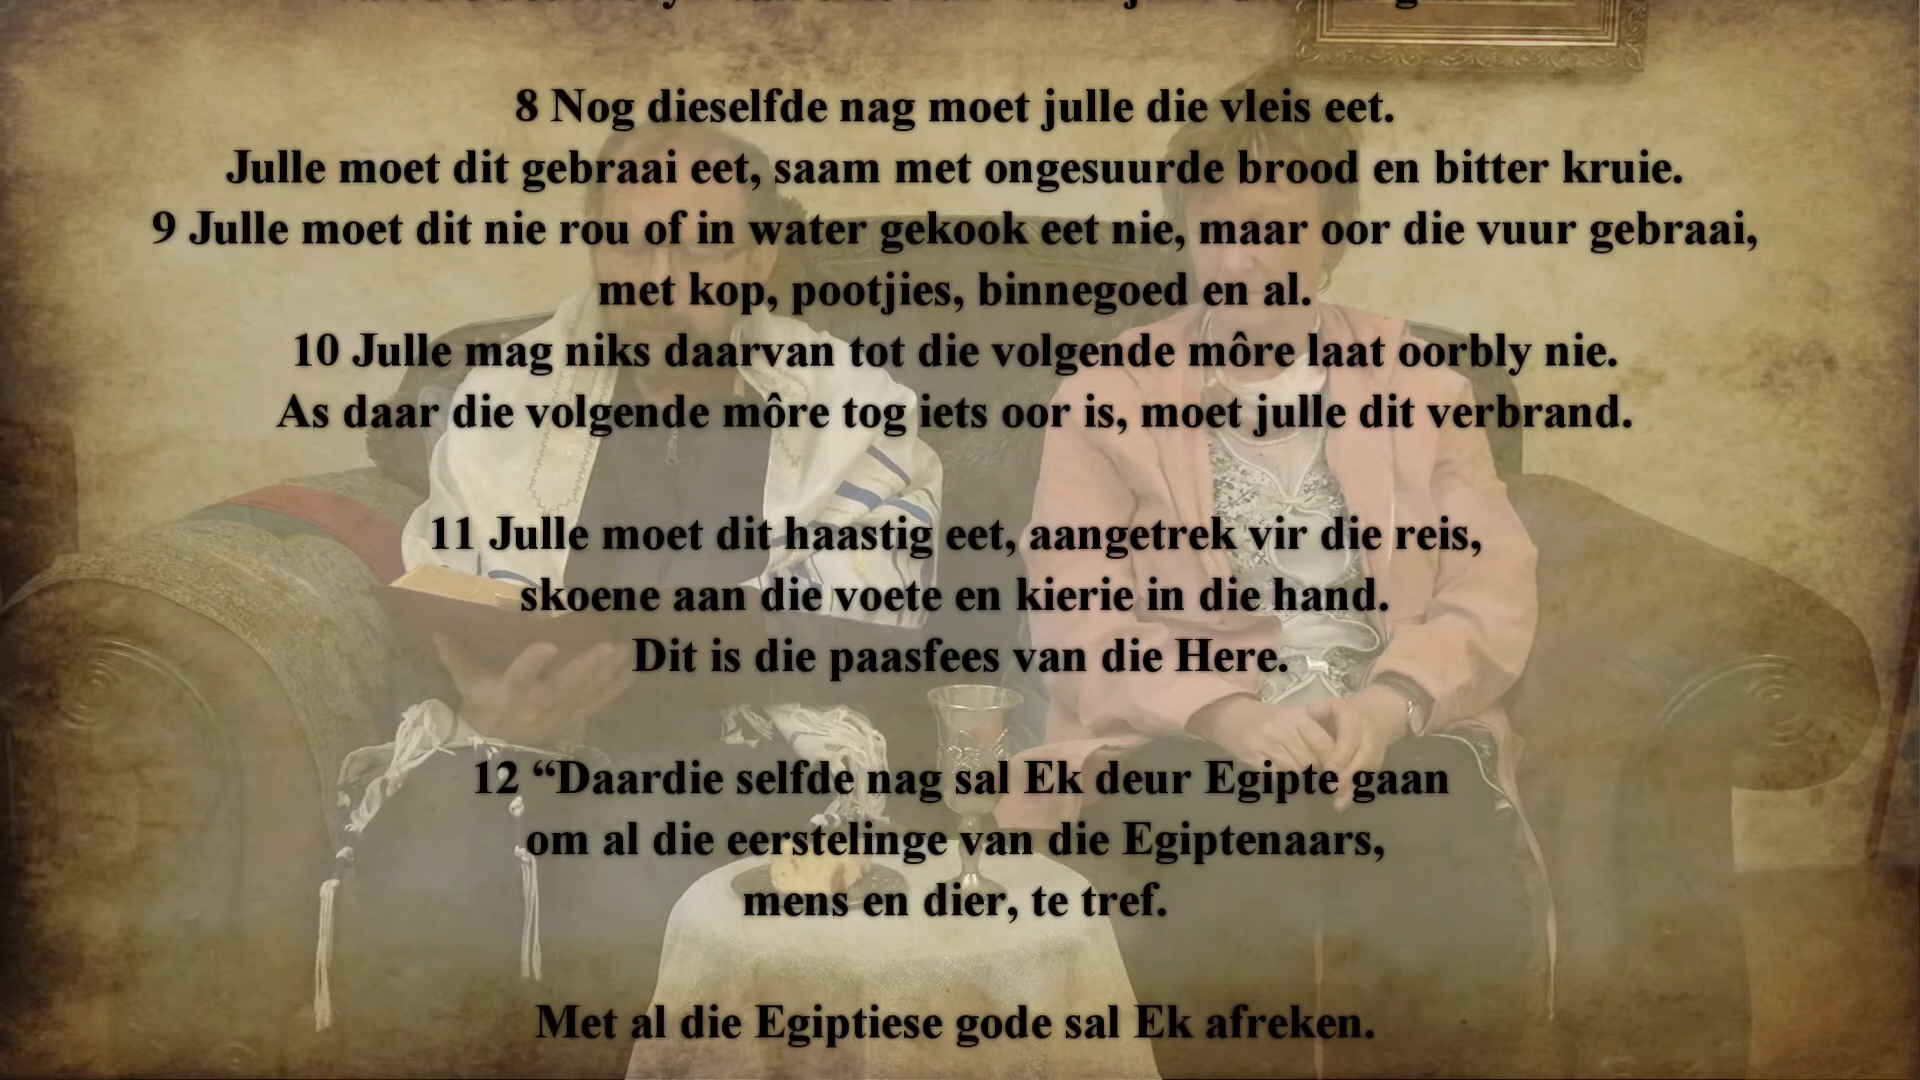 8 Nog dieselfde nag moet julle die vleis eet.
Julle moet dit gebraai eet, saam met ongesuurde brood en bitter kruie.
9 Julle moet dit nie rou of in water gekook eet nie, maar oor die vuur gebraai,
met kop, pootjies, binnegoed en al.
10 Julle mag niks daarvan tot die volgende môre laat oorbly nie.
As daar die volgende môre tog iets oor is, moet julle dit verbrand.
11 Julle moet dit haastig eet, aangetrek vir die reis,
skoene aan die voete en kierie in die hand.
Dit is die paasfees van die Here.
12 “Daardie selfde nag sal Ek deur Egipte gaan
om al die eerstelinge van die Egiptenaars,
mens en dier, te tref.
Met al die Egiptiese gode sal Ek afreken.